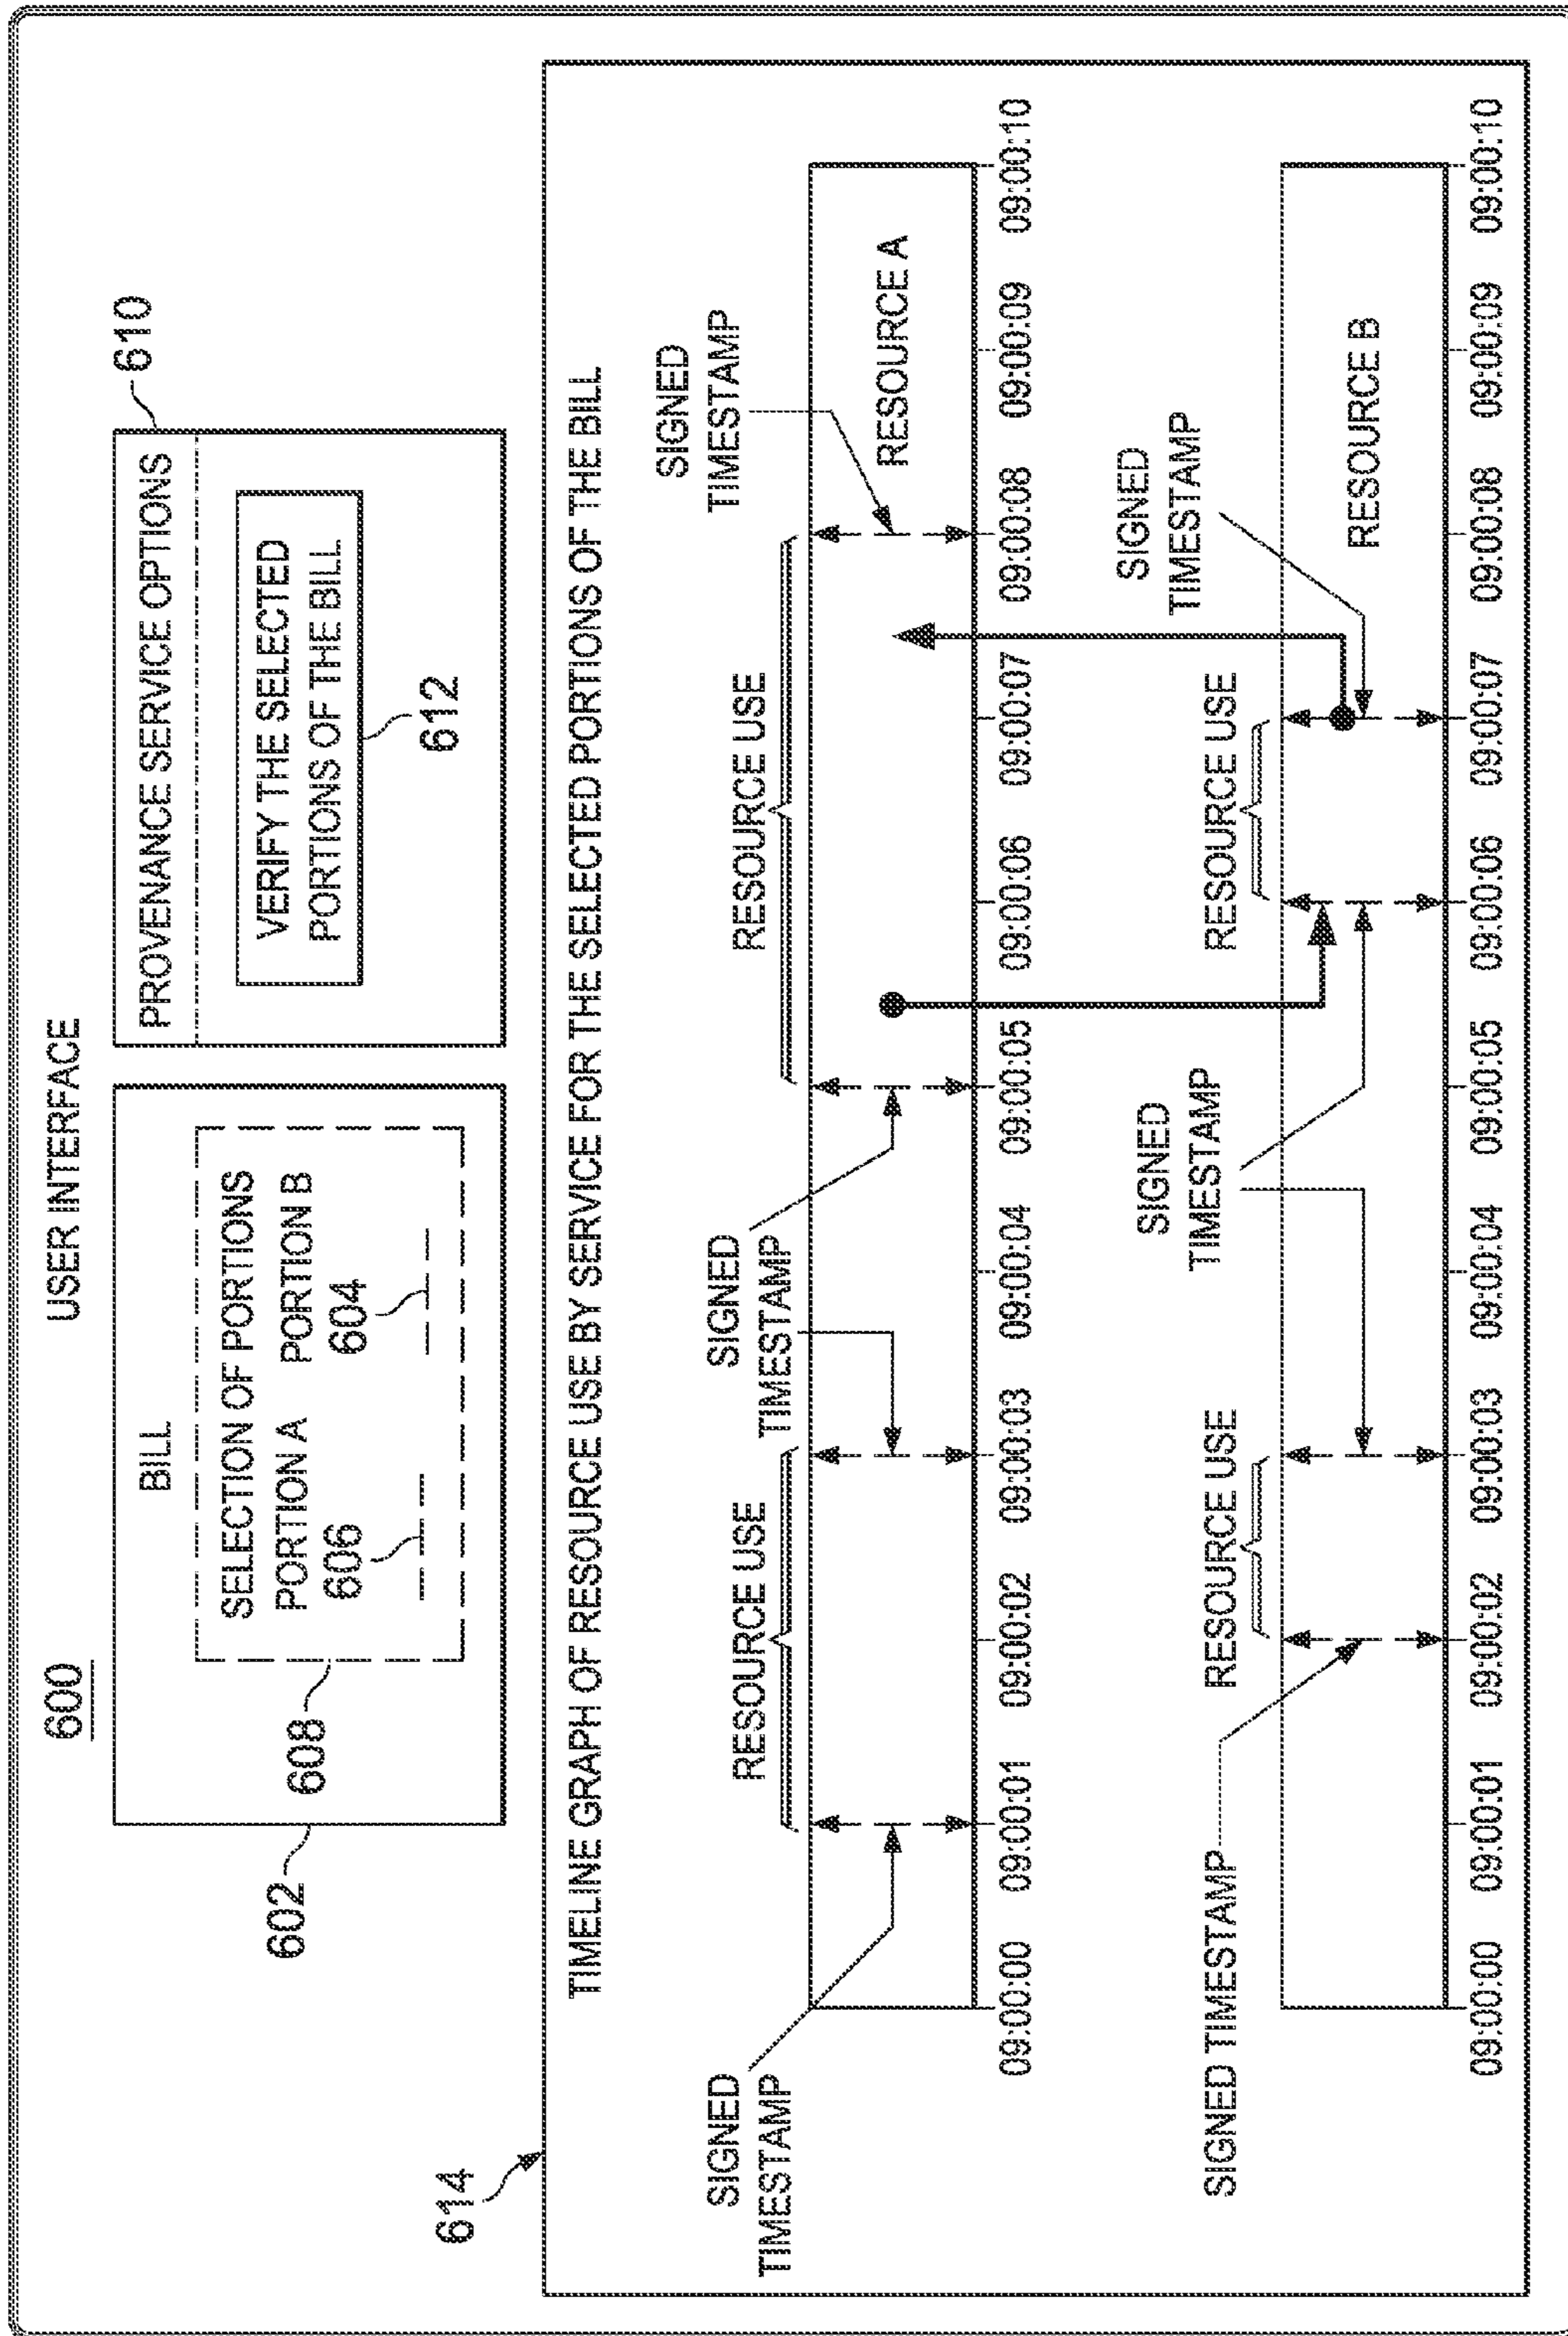 600
USER INTERFACE
602
BILL
608
SELECTION OF PORTIONS
PORTION A
606
PORTION B
604
610
PROVENANCE SERVICE OPTIONS
VERIFY THE SELECTED
PORTIONS OF THE BILL
612
614
TIMELINE GRAPH OF RESOURCE USE BY SERVICE FOR THE SELECTED PORTIONS OF THE BILL
SIGNED
TIMESTAMP
RESOURCE USE
SIGNED
TIMESTAMP
RESOURCE USE
SIGNED
TIMESTAMP
RESOURCE A
09:00:00
09:00:01
09:00:02
09:00:03
09:00:04
09:00:05
09:00:06
09:00:07
09:00:08
09:00:09
09:00:10
SIGNED TIMESTAMP
RESOURCE USE
SIGNED
TIMESTAMP
RESOURCE USE
SIGNED
TIMESTAMP
RESOURCE B
09:00:00
09:00:01
09:00:02
09:00:03
09:00:04
09:00:05
09:00:06
09:00:07
09:00:08
09:00:09
09:00:10